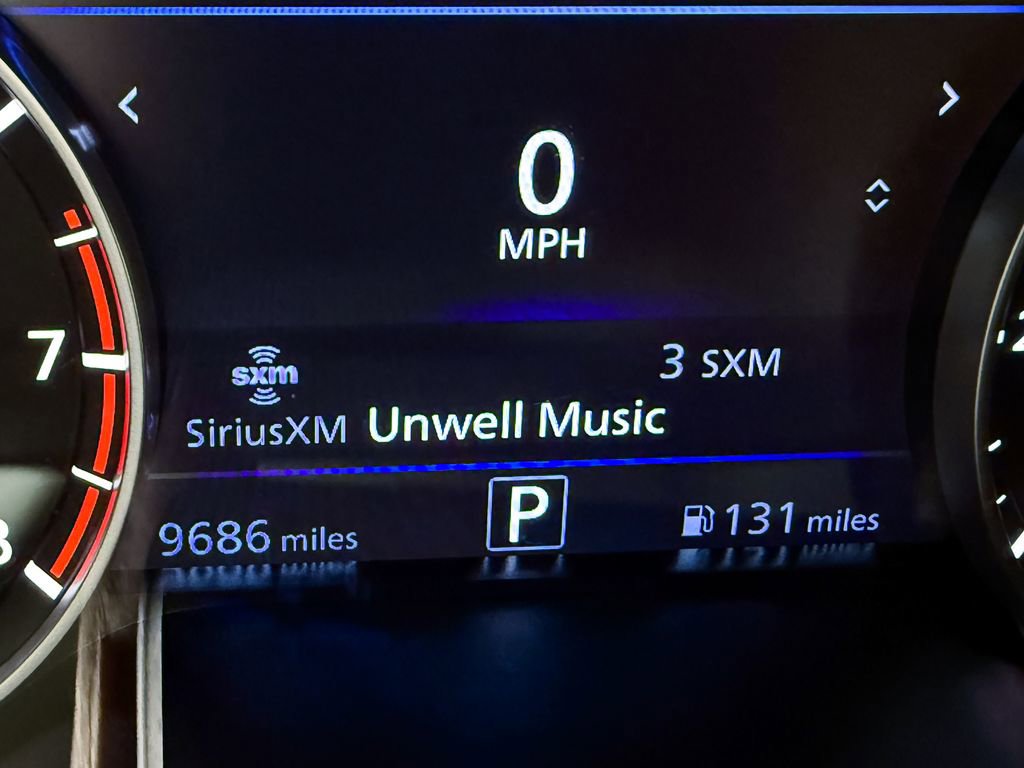 0
MPH
7
sxm
3 SXM
SiriusXM Unwell Music
9686 miles
P
131 miles